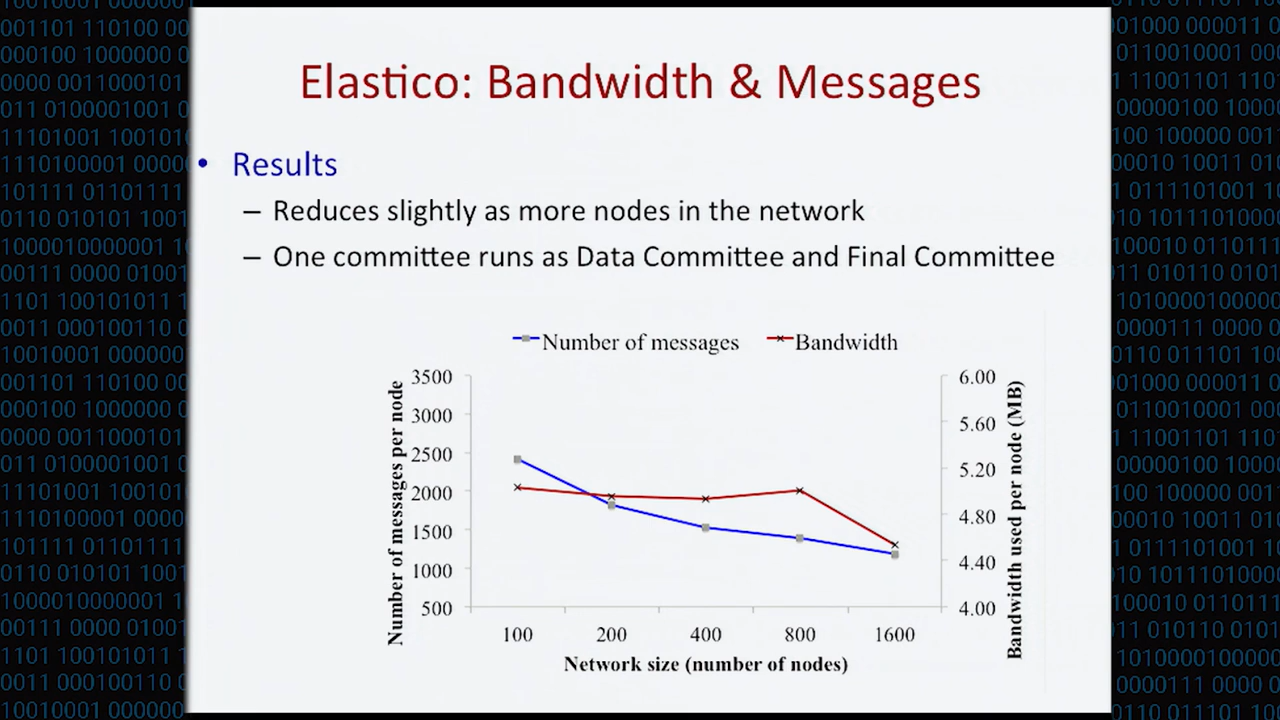 Elastico: Bandwidth & Messages
• Results
– Reduces slightly as more nodes in the network
– One committee runs as Data Committee and Final Committee
Number of messages Bandwidth
Number of messages per node
3500
3000
2500
2000
1500
1000
500
6.00
5.60
5.20
4.80
4.40
4.00
Bandwidth used per node (MB)
100 200 400 800 1600
Network size (number of nodes)